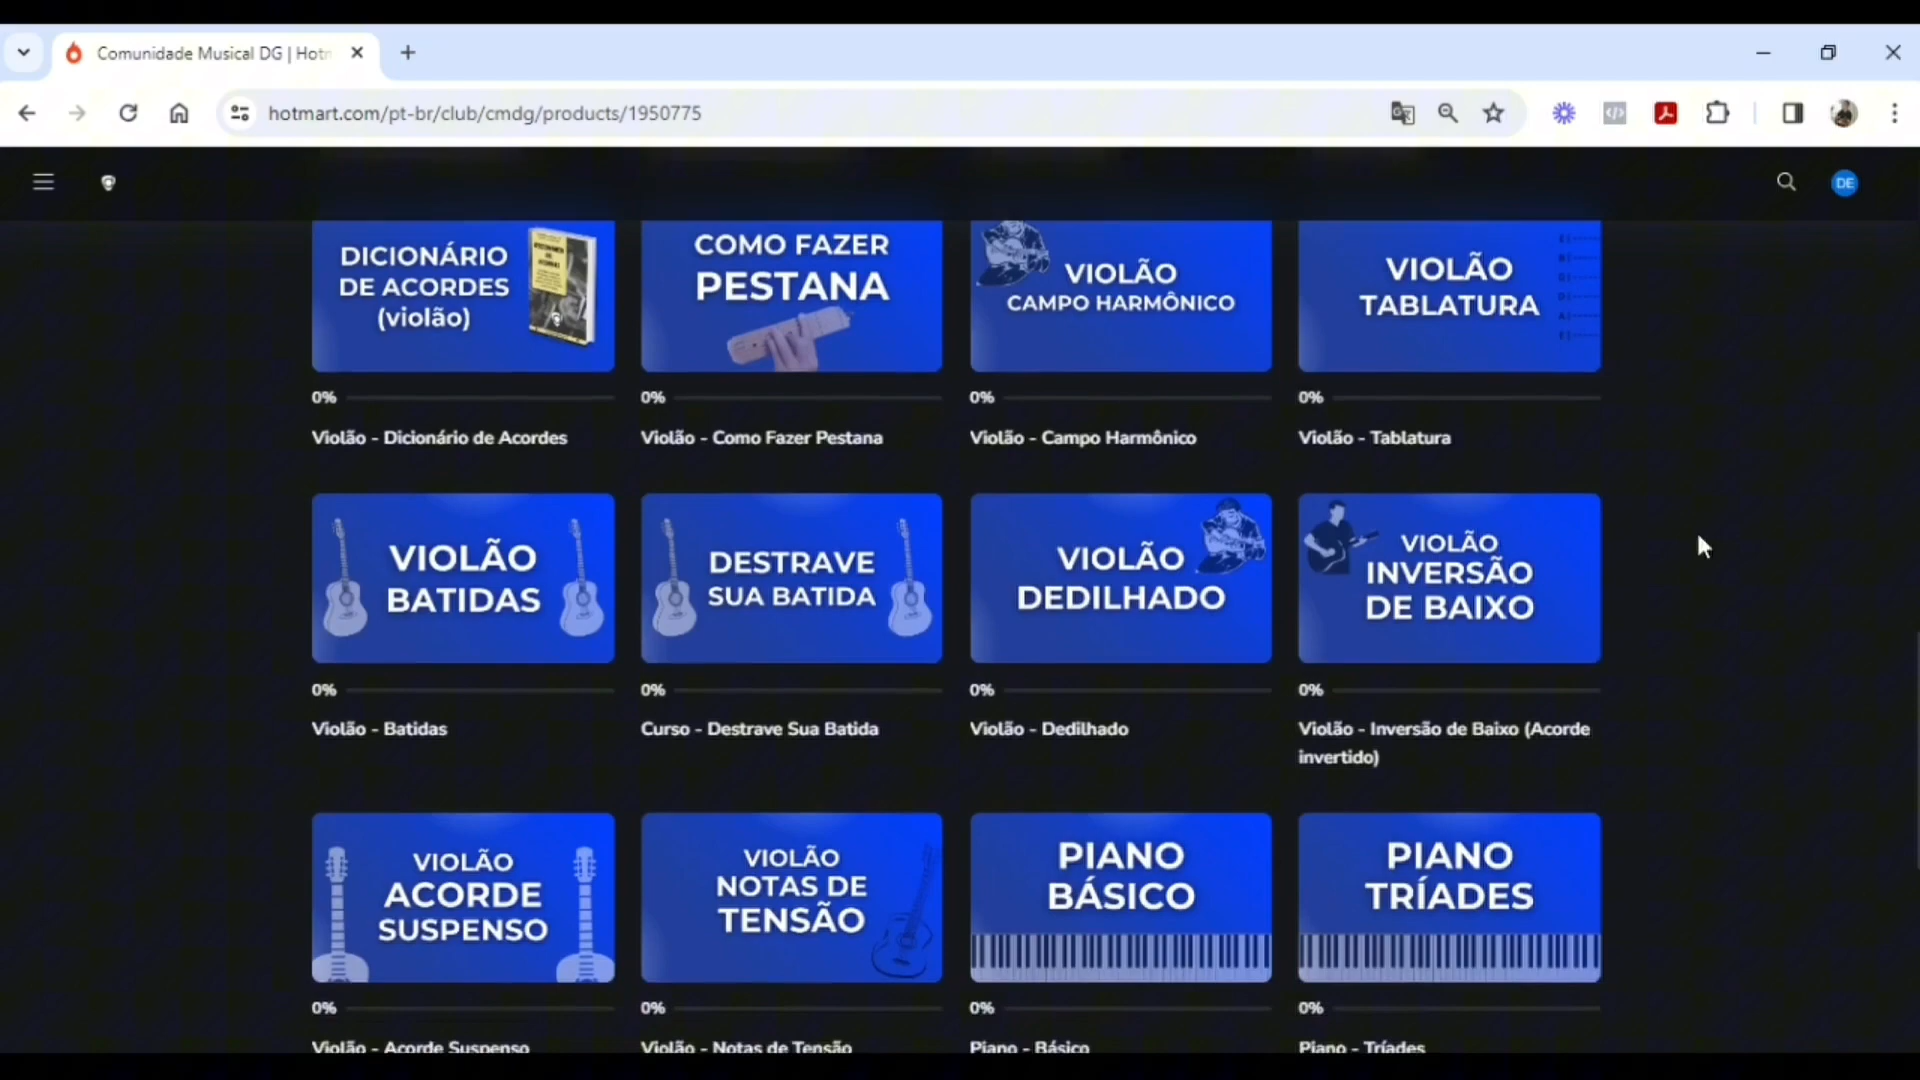 Comunidade Musical DG | Hotm
hotmart.com/pt-br/club/cmdg/products/1950775
DE
DICIONÁRIO
DE ACORDES
(violão)
COMO FAZER
PESTANA
VIOLÃO
CAMPO HARMÔNICO
VIOLÃO
TABLATURA
0%
0%
0%
0%
Violão - Dicionário de Acordes
Violão - Como Fazer Pestana
Violão - Campo Harmônico
Violão - Tablatura
VIOLÃO
BATIDAS
DESTRAVE
SUA BATIDA
VIOLÃO
DEDILHADO
VIOLÃO
INVERSÃO
DE BAIXO
0%
0%
0%
0%
Violão - Batidas
Curso - Destrave Sua Batida
Violão - Dedilhado
Violão - Inversão de Baixo (Acorde
invertido)
VIOLÃO
ACORDE
SUSPENSO
VIOLÃO
NOTAS DE
TENSÃO
PIANO
BÁSICO
PIANO
TRÍADES
0%
0%
0%
0%
Violão - Acorde Suspenso
Violão - Notas de Tensão
Piano - Básico
Piano - Tríades